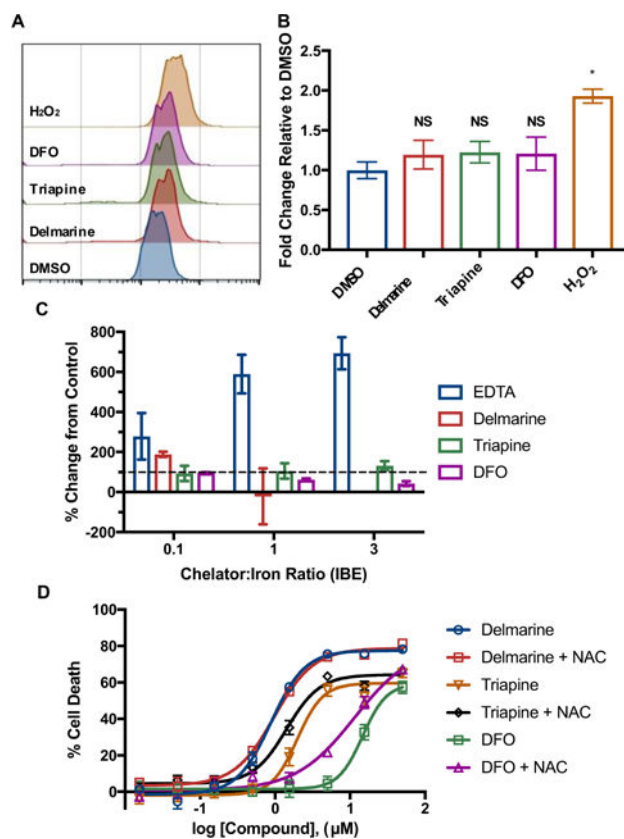 A
H2O2
DFO
Triapine
Delmarine
DMSO
B
Fold Change Relative to DMSO
2.5
2.0
1.5
1.0
0.5
0.0
NS
NS
NS
*
DMSO
Delmarine
Triapine
DFO
H2O2
C
% Change from Control
800
600
400
200
0
-200
0.1
1
3
Chelator:Iron Ratio (IBE)
EDTA
Delmarine
Triapine
DFO
D
% Cell Death
100
80
60
40
20
0
-1
0
1
2
log [Compound], (μM)
Delmarine
Delmarine + NAC
Triapine
Triapine + NAC
DFO
DFO + NAC